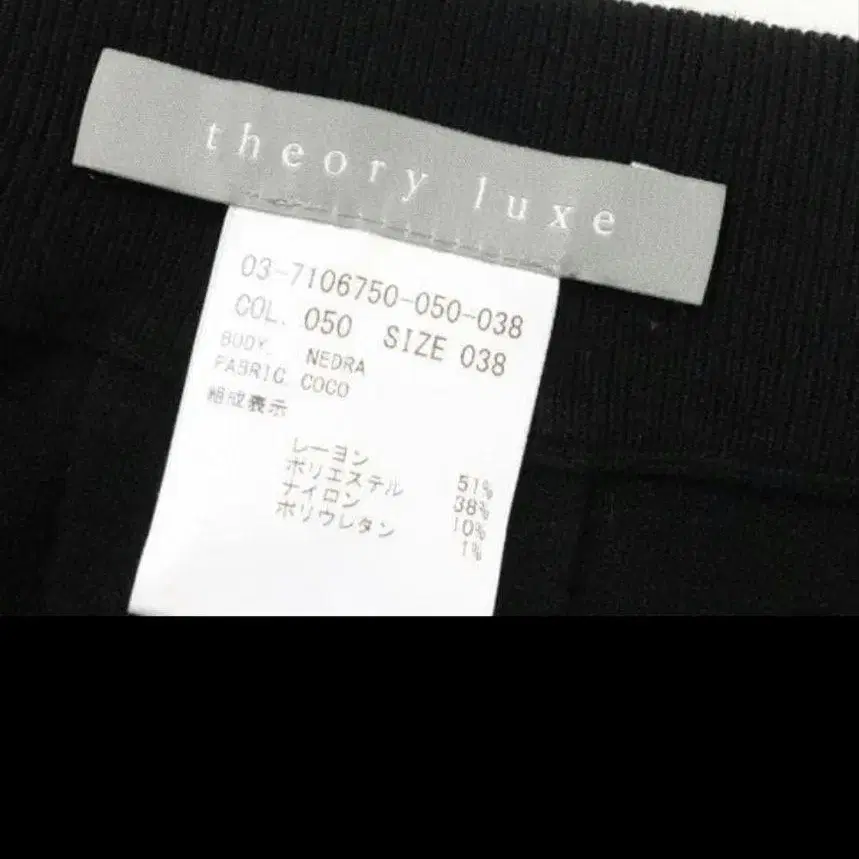 theory luxe
03-7106750-050-038
COL. 050 SIZE 038
BODY. NEDRA
FABRIC. COCO
組成表示
レーヨン 51%
ポリエステル 38%
ナイロン 10%
ポリウレタン 1%